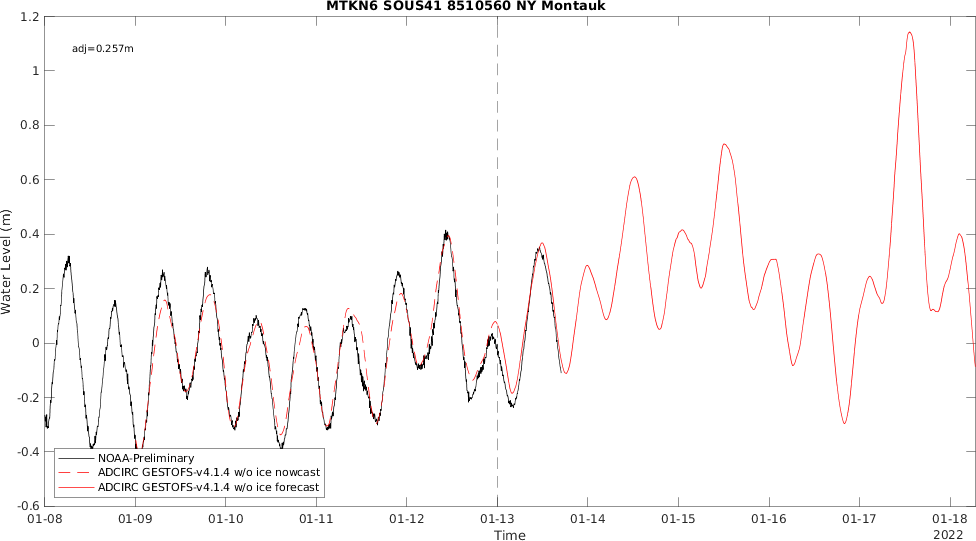 MTKN6 SOUS41 8510560 NY Montauk
adj=0.257m
1.2
1
0.8
0.6
0.4
0.2
0
-0.2
-0.4
-0.6
Water Level (m)
NOAA-Preliminary
ADCIRC GESTOFS-v4.1.4 w/o ice nowcast
ADCIRC GESTOFS-v4.1.4 w/o ice forecast
01-08 01-09 01-10 01-11 01-12 01-13 01-14 01-15 01-16 01-17 01-18
Time 2022